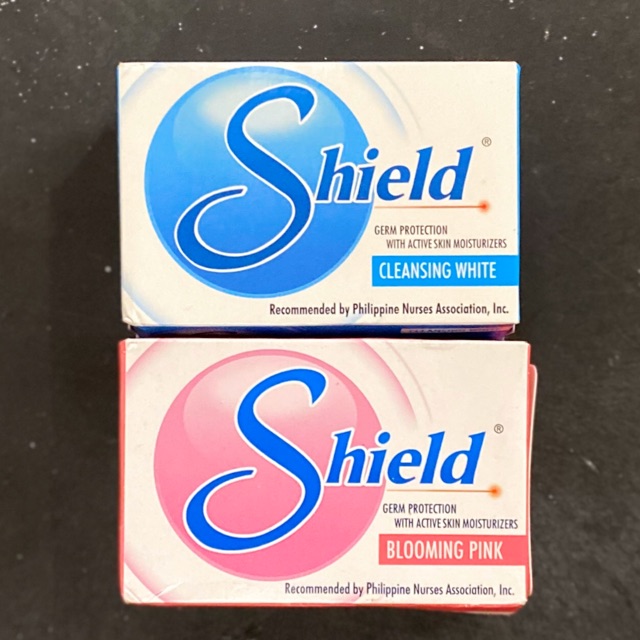 Shield®
GERM PROTECTION
WITH ACTIVE SKIN MOISTURIZERS
CLEANSING WHITE
Recommended by Philippine Nurses Association, Inc.
Shield®
GERM PROTECTION
WITH ACTIVE SKIN MOISTURIZERS
BLOOMING PINK
Recommended by Philippine Nurses Association, Inc.